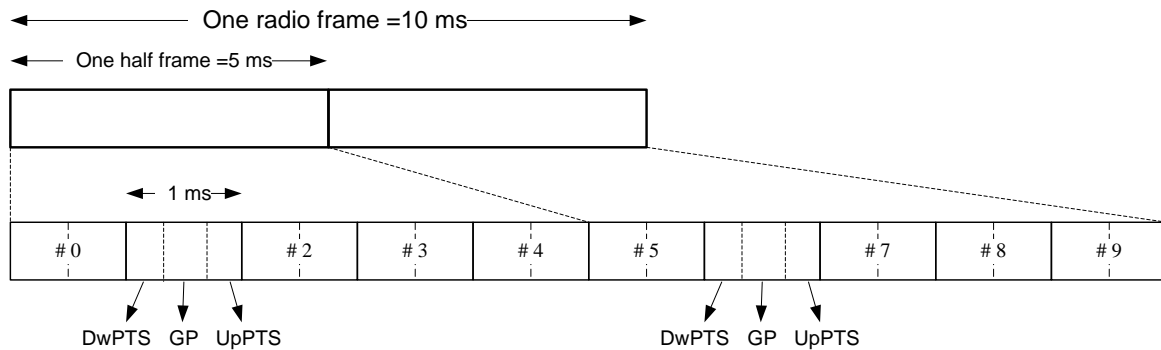 One radio frame =10 ms
One half frame =5 ms
1 ms
# 0 # 2 # 3 # 4 # 5 # 7 # 8 # 9
DwPTS GP UpPTS DwPTS GP UpPTS